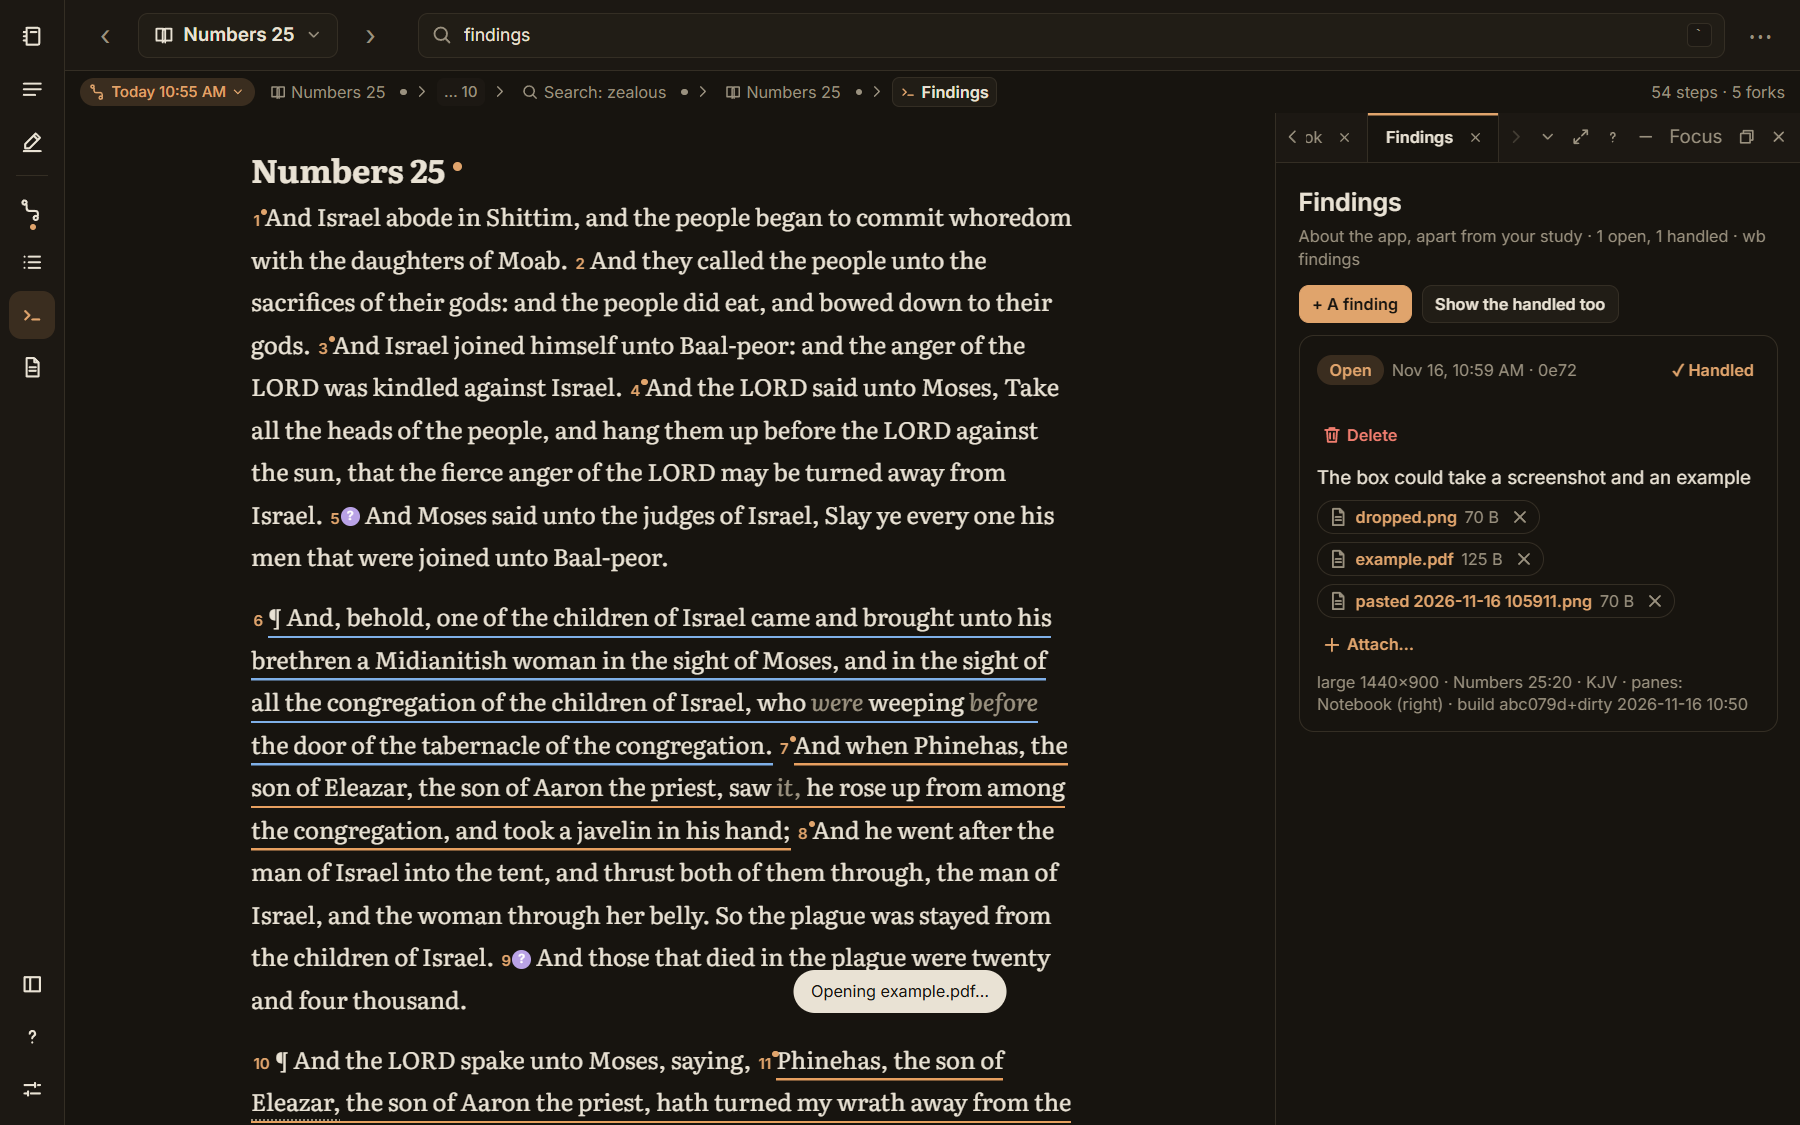 Numbers 25
findings
`
Today 10:55 AM
Numbers 25
... 10
Search: zealous
Numbers 25
Findings
54 steps · 5 forks
ok
Findings
?
Focus
Numbers 25
1 And Israel abode in Shittim, and the people began to commit whoredom
with the daughters of Moab. 2 And they called the people unto the
sacrifices of their gods: and the people did eat, and bowed down to their
gods. 3 And Israel joined himself unto Baal-peor: and the anger of the
LORD was kindled against Israel. 4 And the LORD said unto Moses, Take
all the heads of the people, and hang them up before the LORD against
the sun, that the fierce anger of the LORD may be turned away from
Israel. 5 ? And Moses said unto the judges of Israel, Slay ye every one his
men that were joined unto Baal-peor.
6 ¶ And, behold, one of the children of Israel came and brought unto his
brethren a Midianitish woman in the sight of Moses, and in the sight of
all the congregation of the children of Israel, who were weeping before
the door of the tabernacle of the congregation. 7 And when Phinehas, the
son of Eleazar, the son of Aaron the priest, saw it, he rose up from among
the congregation, and took a javelin in his hand; 8 And he went after the
man of Israel into the tent, and thrust both of them through, the man of
Israel, and the woman through her belly. So the plague was stayed from
the children of Israel. 9 ? And those that died in the plague were twenty
and four thousand.
10 ¶ And the LORD spake unto Moses, saying, 11 Phinehas, the son of
Eleazar, the son of Aaron the priest, hath turned my wrath away from the
Opening example.pdf...
Findings
About the app, apart from your study · 1 open, 1 handled · wb
findings
+ A finding
Show the handled too
Open
Nov 16, 10:59 AM · 0e72
✓ Handled
Delete
The box could take a screenshot and an example
dropped.png 70 B
example.pdf 125 B
pasted 2026-11-16 105911.png 70 B
+ Attach...
large 1440×900 · Numbers 25:20 · KJV · panes:
Notebook (right) · build abc079d+dirty 2026-11-16 10:50
?